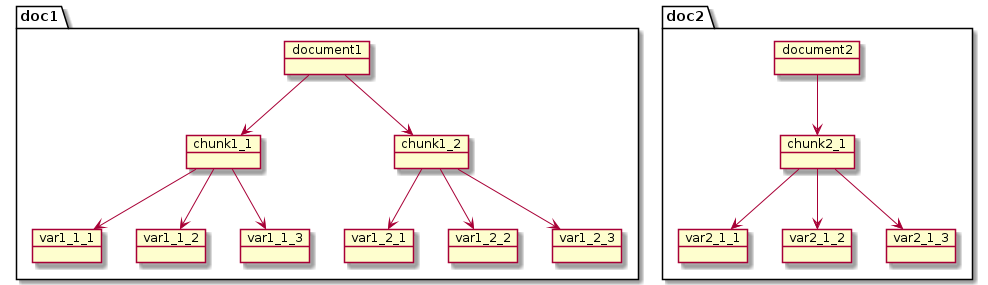 doc1
document1
chunk1_1
chunk1_2
var1_1_1
var1_1_2
var1_1_3
var1_2_1
var1_2_2
var1_2_3
doc2
document2
chunk2_1
var2_1_1
var2_1_2
var2_1_3